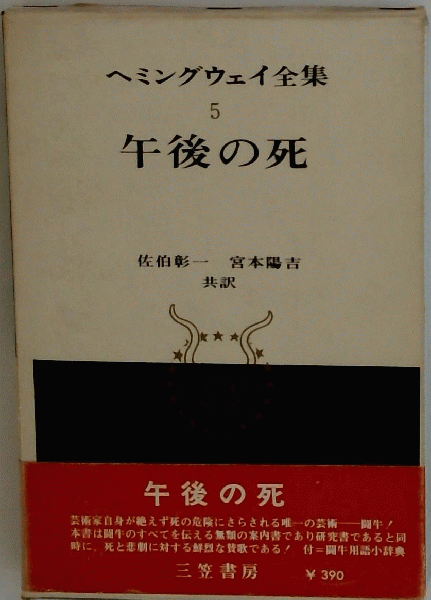 ヘミングウェイ全集
5
午後の死
佐伯彰一 宮本陽吉
共訳
午後の死
芸術家自身が絶えず死の危険にさらされる唯一の芸術——闘牛！
本書は闘牛のすべてを伝える無類の案内書であり研究書であると同
時に、死と悲劇に対する鮮烈な賛歌である！ 付＝闘牛用語小辞典
三笠書房 ￥390